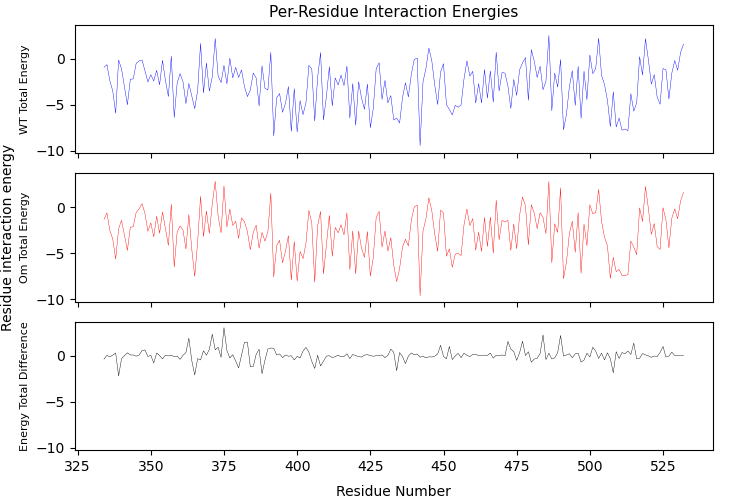 Per-Residue Interaction Energies
Residue interaction energy
WT Total Energy
0
−5
−10
Om Total Energy
0
−5
−10
Energy Total Difference
0
−5
−10
325 350 375 400 425 450 475 500 525
Residue Number